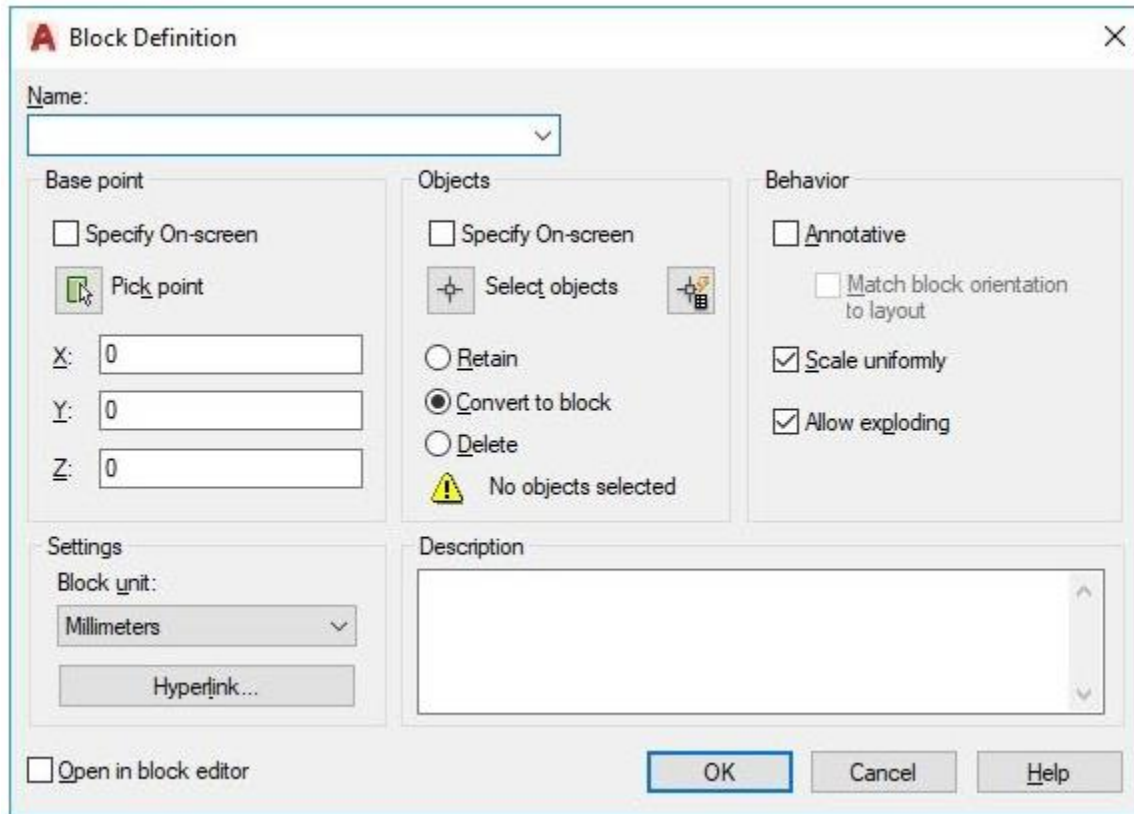 Block Definition
Name:
Base point
Specify On-screen
Pick point
X: 0
Y: 0
Z: 0
Objects
Specify On-screen
Select objects
Retain
Convert to block
Delete
No objects selected
Behavior
Annotative
Match block orientation
to layout
Scale uniformly
Allow exploding
Settings
Block unit:
Millimeters
Hyperlink...
Description
Open in block editor
OK
Cancel
Help